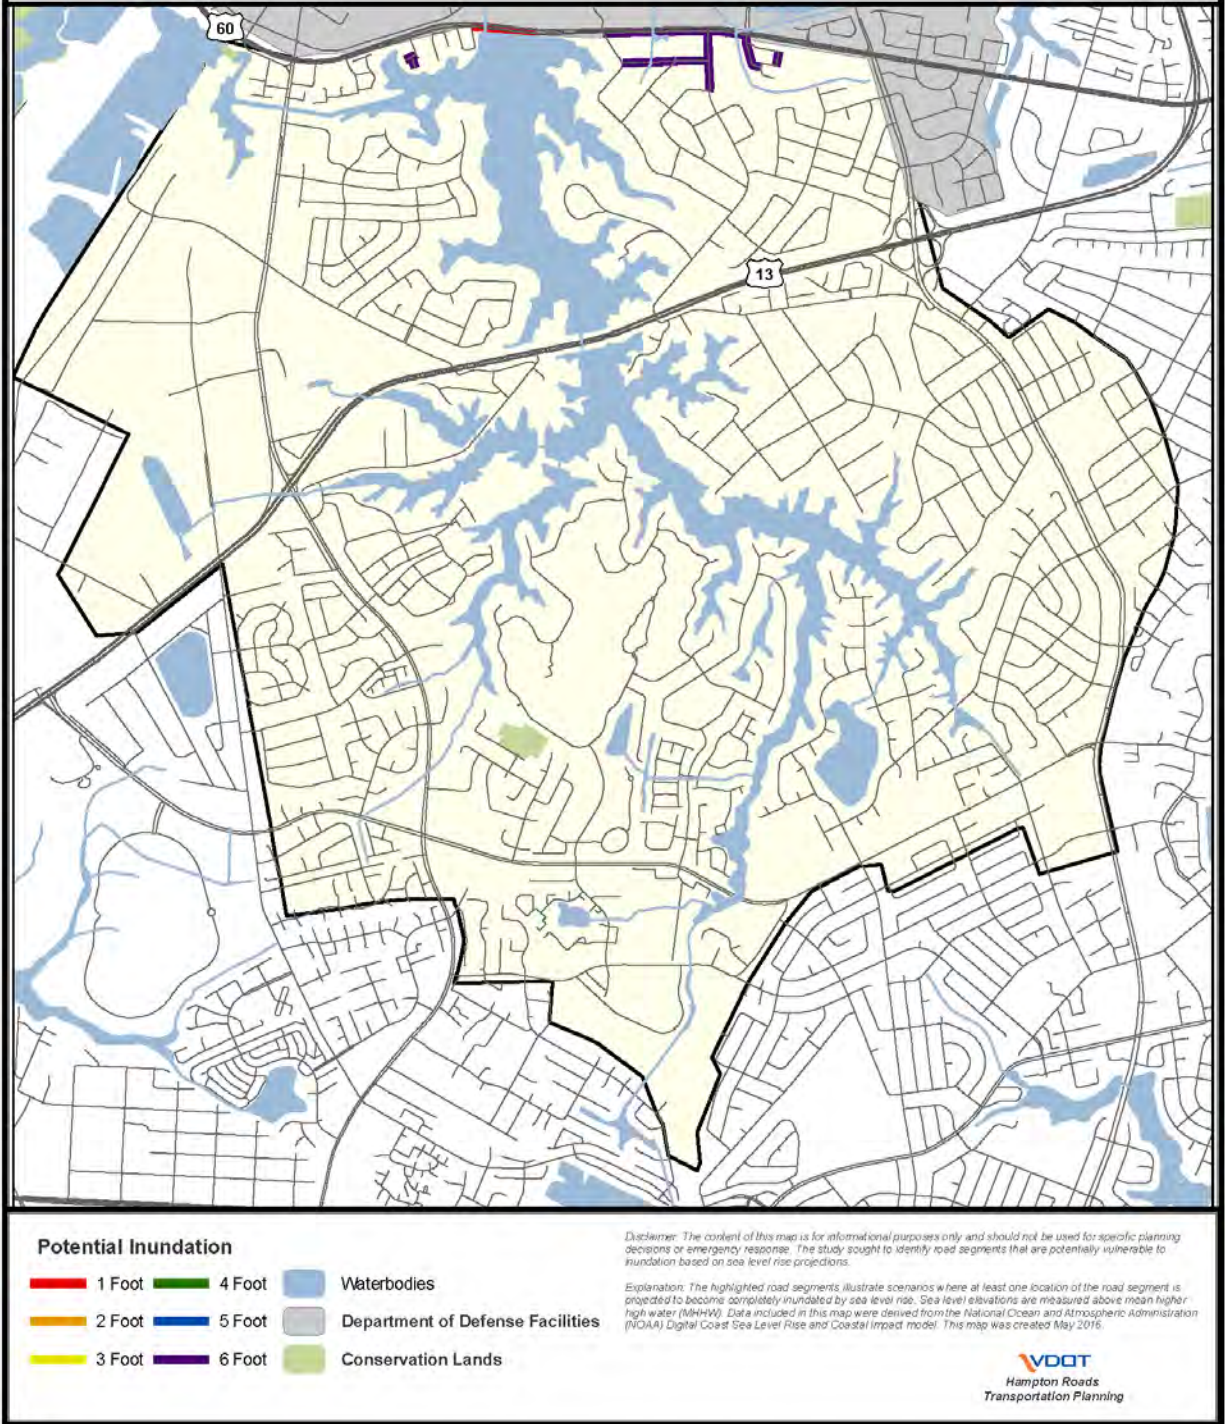 60
13
Potential Inundation
1 Foot
4 Foot
Waterbodies
2 Foot
5 Foot
Department of Defense Facilities
3 Foot
6 Foot
Conservation Lands
Disclaimer: The content of this map is for informational purposes only and should not be used for specific planning
decisions or emergency response. The study sought to identify road segments that are potentially vulnerable to
inundation based on sea level rise projections.
Explanation: The highlighted road segments illustrate scenarios where at least one location of the road segment is
projected to become completely inundated by sea level rise. Sea level elevations are measured above mean higher
high water (MHHW). Data included in this map were derived from the National Ocean and Atmospheric Administration
(NOAA) Digital Coast Sea Level Rise and Coastal Impact model. This map was created May 2016.
VDOT
Hampton Roads
Transportation Planning